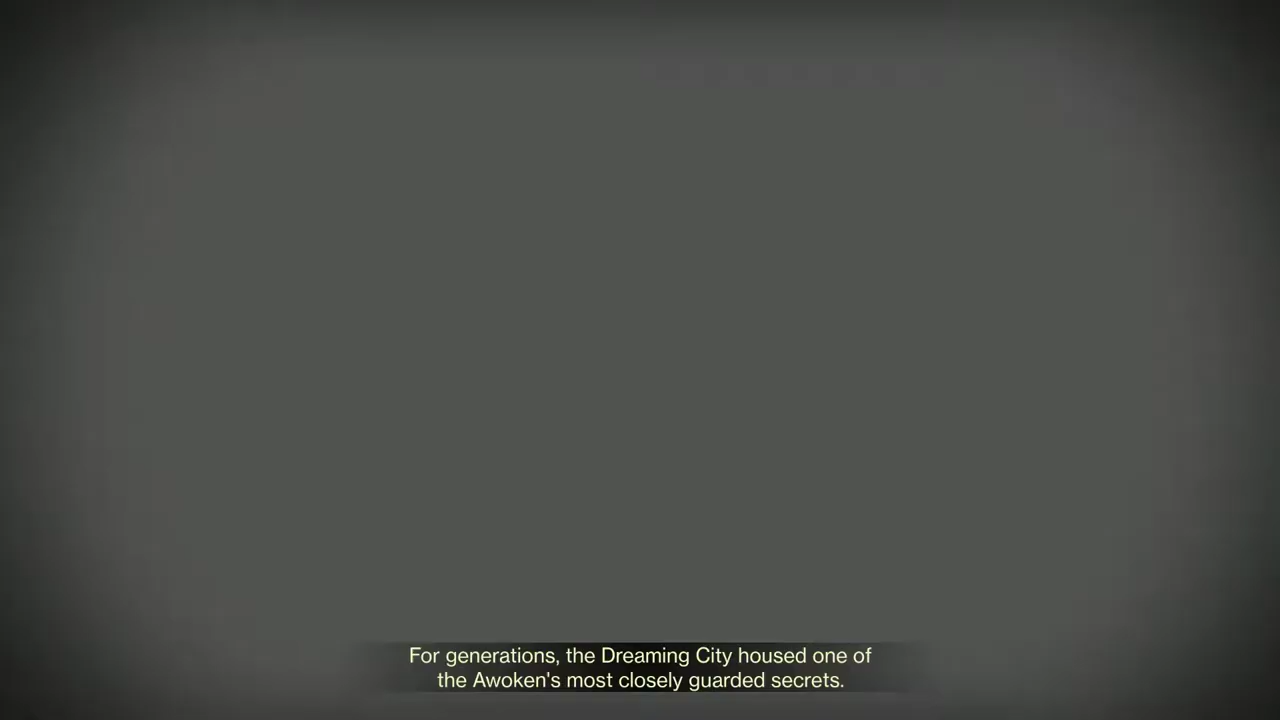 For generations, the Dreaming City housed one of
the Awoken's most closely guarded secrets.